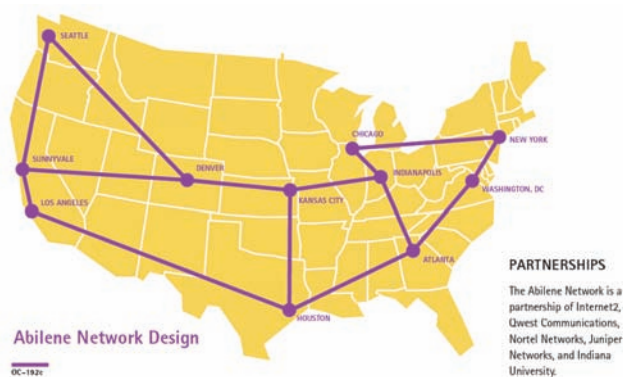 SEATTLE
CHICAGO
NEW YORK
SUNNYVALE
DENVER
INDIANAPOLIS
KANSAS CITY
WASHINGTON, DC
LOS ANGELES
ATLANTA
HOUSTON
PARTNERSHIPS
The Abilene Network is a
partnership of Internet2,
Qwest Communications,
Nortel Networks, Juniper
Networks, and Indiana
University.
Abilene Network Design
OC-192c